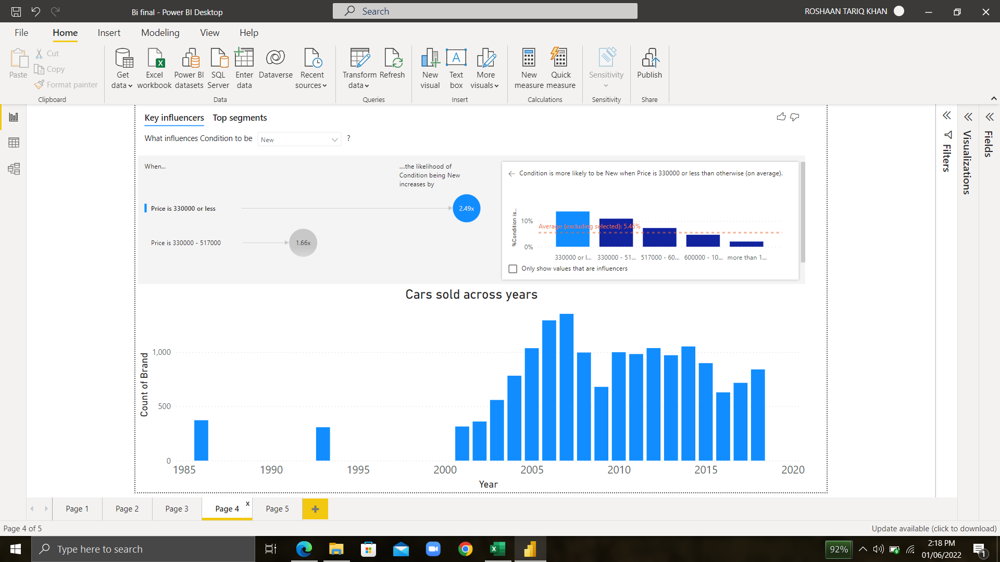 Bi final - Power BI Desktop
Search
ROSHAAN TARIQ KHAN
File Home Insert Modeling View Help
Paste
Cut
Copy
Format painter
Clipboard
Get data
Excel workbook
Power BI datasets
SQL Server
Enter data
Dataverse
Recent sources
Data
Transform data
Refresh
Queries
New visual
Text box
More visuals
Insert
New measure
Quick measure
Calculations
Sensitivity
Sensitivity
Publish
Share
Key influencers Top segments
What influences Condition to be New ?
When...
....the likelihood of
Condition being New
increases by
Price is 330000 or less
2.49x
Price is 330000 - 517000
1.66x
Condition is more likely to be New when Price is 330000 or less than otherwise (on average).
%Condition is...
10%
0%
Average (excluding selected): 5.46%
330000 or l... 330000 - 51... 517000 - 60... 600000 - 10... more than 1...
Only show values that are influencers
Cars sold across years
Count of Brand
1,000
500
0
1985 1990 1995 2000 2005 2010 2015 2020
Year
Filters
Visualizations
Fields
Page 1 Page 2 Page 3 Page 4 x Page 5 +
Page 4 of 5
Update available (click to download)
Type here to search
92%
2:18 PM
01/06/2022
1